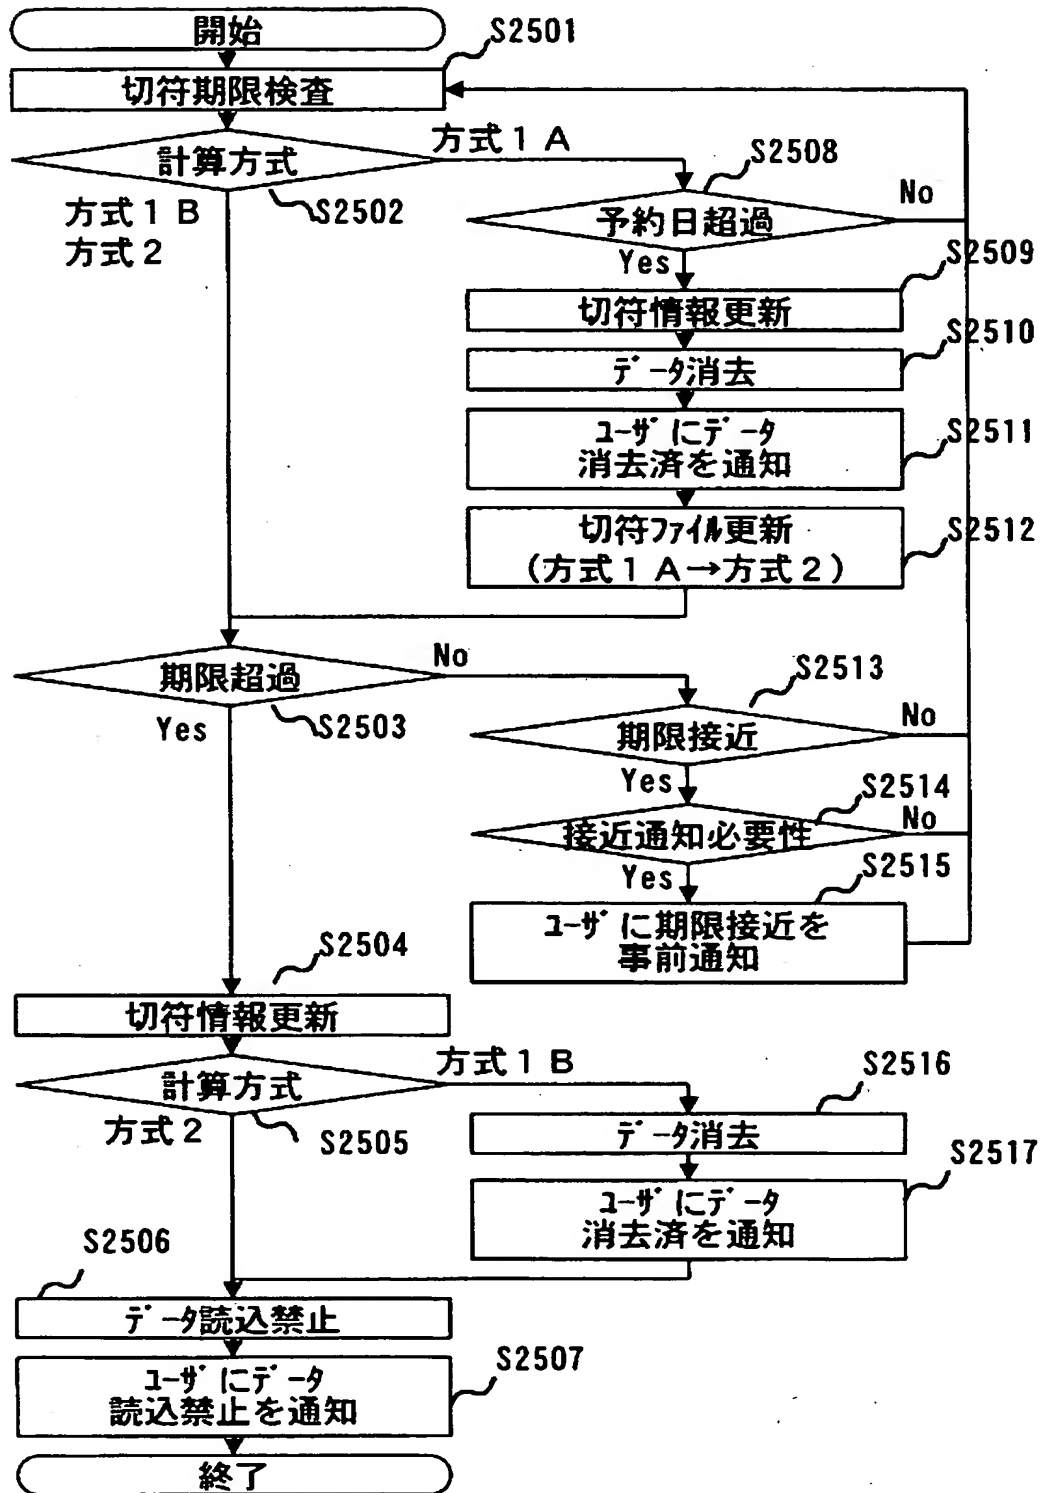 開始
S2501
切符期限検査
計算方式
方式１Ａ
S2502
方式１Ｂ
方式２
S2508
予約日超過
No
Yes
S2509
切符情報更新
S2510
ﾃﾞｰﾀ消去
S2511
ﾕｰｻﾞにﾃﾞｰﾀ
消去済を通知
S2512
切符ﾌｧｲﾙ更新
(方式１Ａ→方式２)
期限超過
No
Yes
S2503
S2513
期限接近
No
Yes
S2514
接近通知必要性
No
Yes
S2515
ﾕｰｻﾞに期限接近を
事前通知
S2504
切符情報更新
計算方式
方式１Ｂ
方式２
S2505
S2516
ﾃﾞｰﾀ消去
S2517
ﾕｰｻﾞにﾃﾞｰﾀ
消去済を通知
S2506
ﾃﾞｰﾀ読込禁止
S2507
ﾕｰｻﾞにﾃﾞｰﾀ
読込禁止を通知
終了